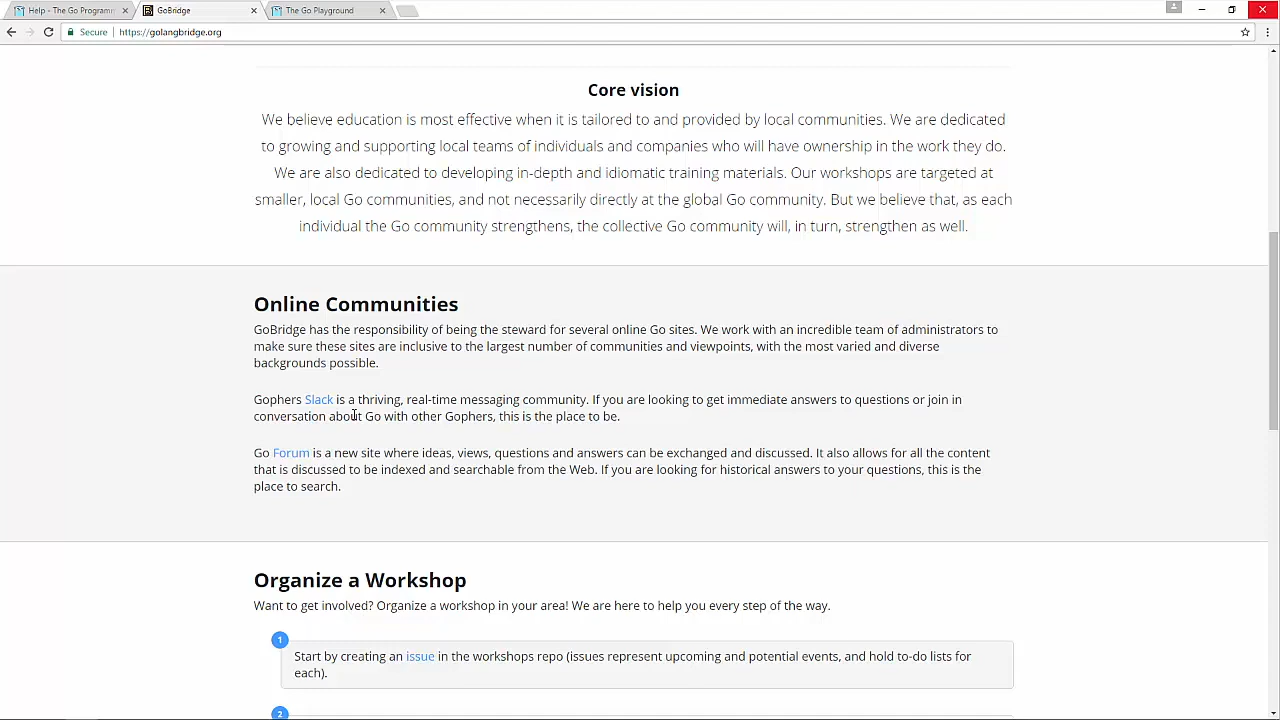 Help - The Go Programm
GoBridge
The Go Playground
Secure
https://golangbridge.org
Core vision
We believe education is most effective when it is tailored to and provided by local communities. We are dedicated
to growing and supporting local teams of individuals and companies who will have ownership in the work they do.
We are also dedicated to developing in-depth and idiomatic training materials. Our workshops are targeted at
smaller, local Go communities, and not necessarily directly at the global Go community. But we believe that, as each
individual the Go community strengthens, the collective Go community will, in turn, strengthen as well.
Online Communities
GoBridge has the responsibility of being the steward for several online Go sites. We work with an incredible team of administrators to
make sure these sites are inclusive to the largest number of communities and viewpoints, with the most varied and diverse
backgrounds possible.
Gophers Slack is a thriving, real-time messaging community. If you are looking to get immediate answers to questions or join in
conversation about Go with other Gophers, this is the place to be.
Go Forum is a new site where ideas, views, questions and answers can be exchanged and discussed. It also allows for all the content
that is discussed to be indexed and searchable from the Web. If you are looking for historical answers to your questions, this is the
place to search.
Organize a Workshop
Want to get involved? Organize a workshop in your area! We are here to help you every step of the way.
1
Start by creating an issue in the workshops repo (issues represent upcoming and potential events, and hold to-do lists for
each).
2